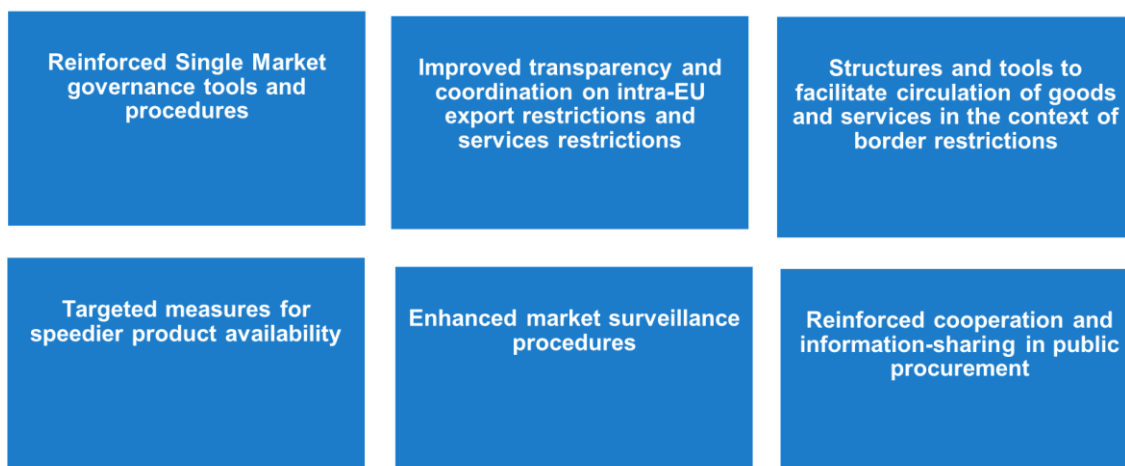 Reinforced Single Market
governance tools and
procedures
Improved transparency and
coordination on intra-EU
export restrictions and
services restrictions
Structures and tools to
facilitate circulation of goods
and services in the context of
border restrictions
Targeted measures for
speedier product availability
Enhanced market surveillance
procedures
Reinforced cooperation and
information-sharing in public
procurement